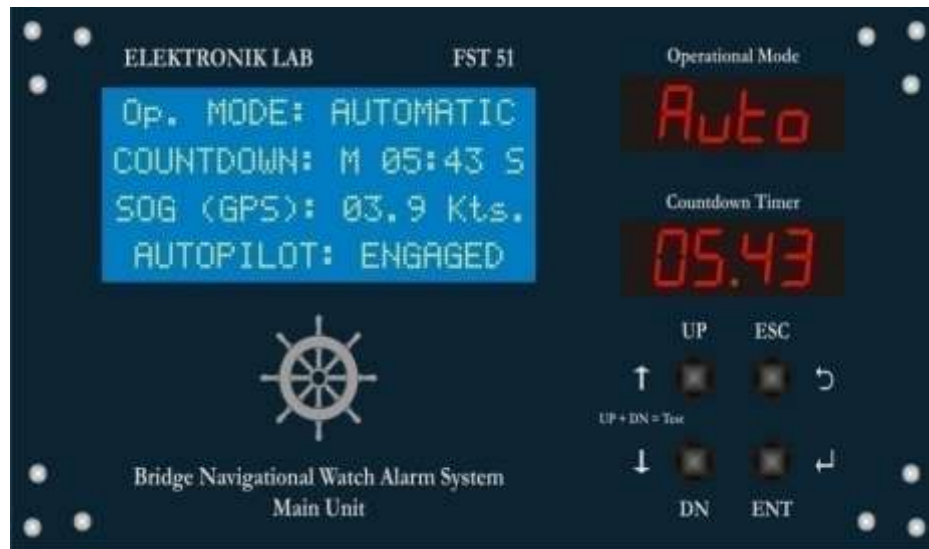 ELEKTRONIK LAB FST 51
Op. MODE: AUTOMATIC
COUNTDOWN: M 05:43 S
SOG (GPS): 03.9 Kts.
AUTOPILOT: ENGAGED
Bridge Navigational Watch Alarm System
Main Unit
Operational Mode
Auto
Countdown Timer
05.43
UP ESC
UP + DN = Test
DN ENT